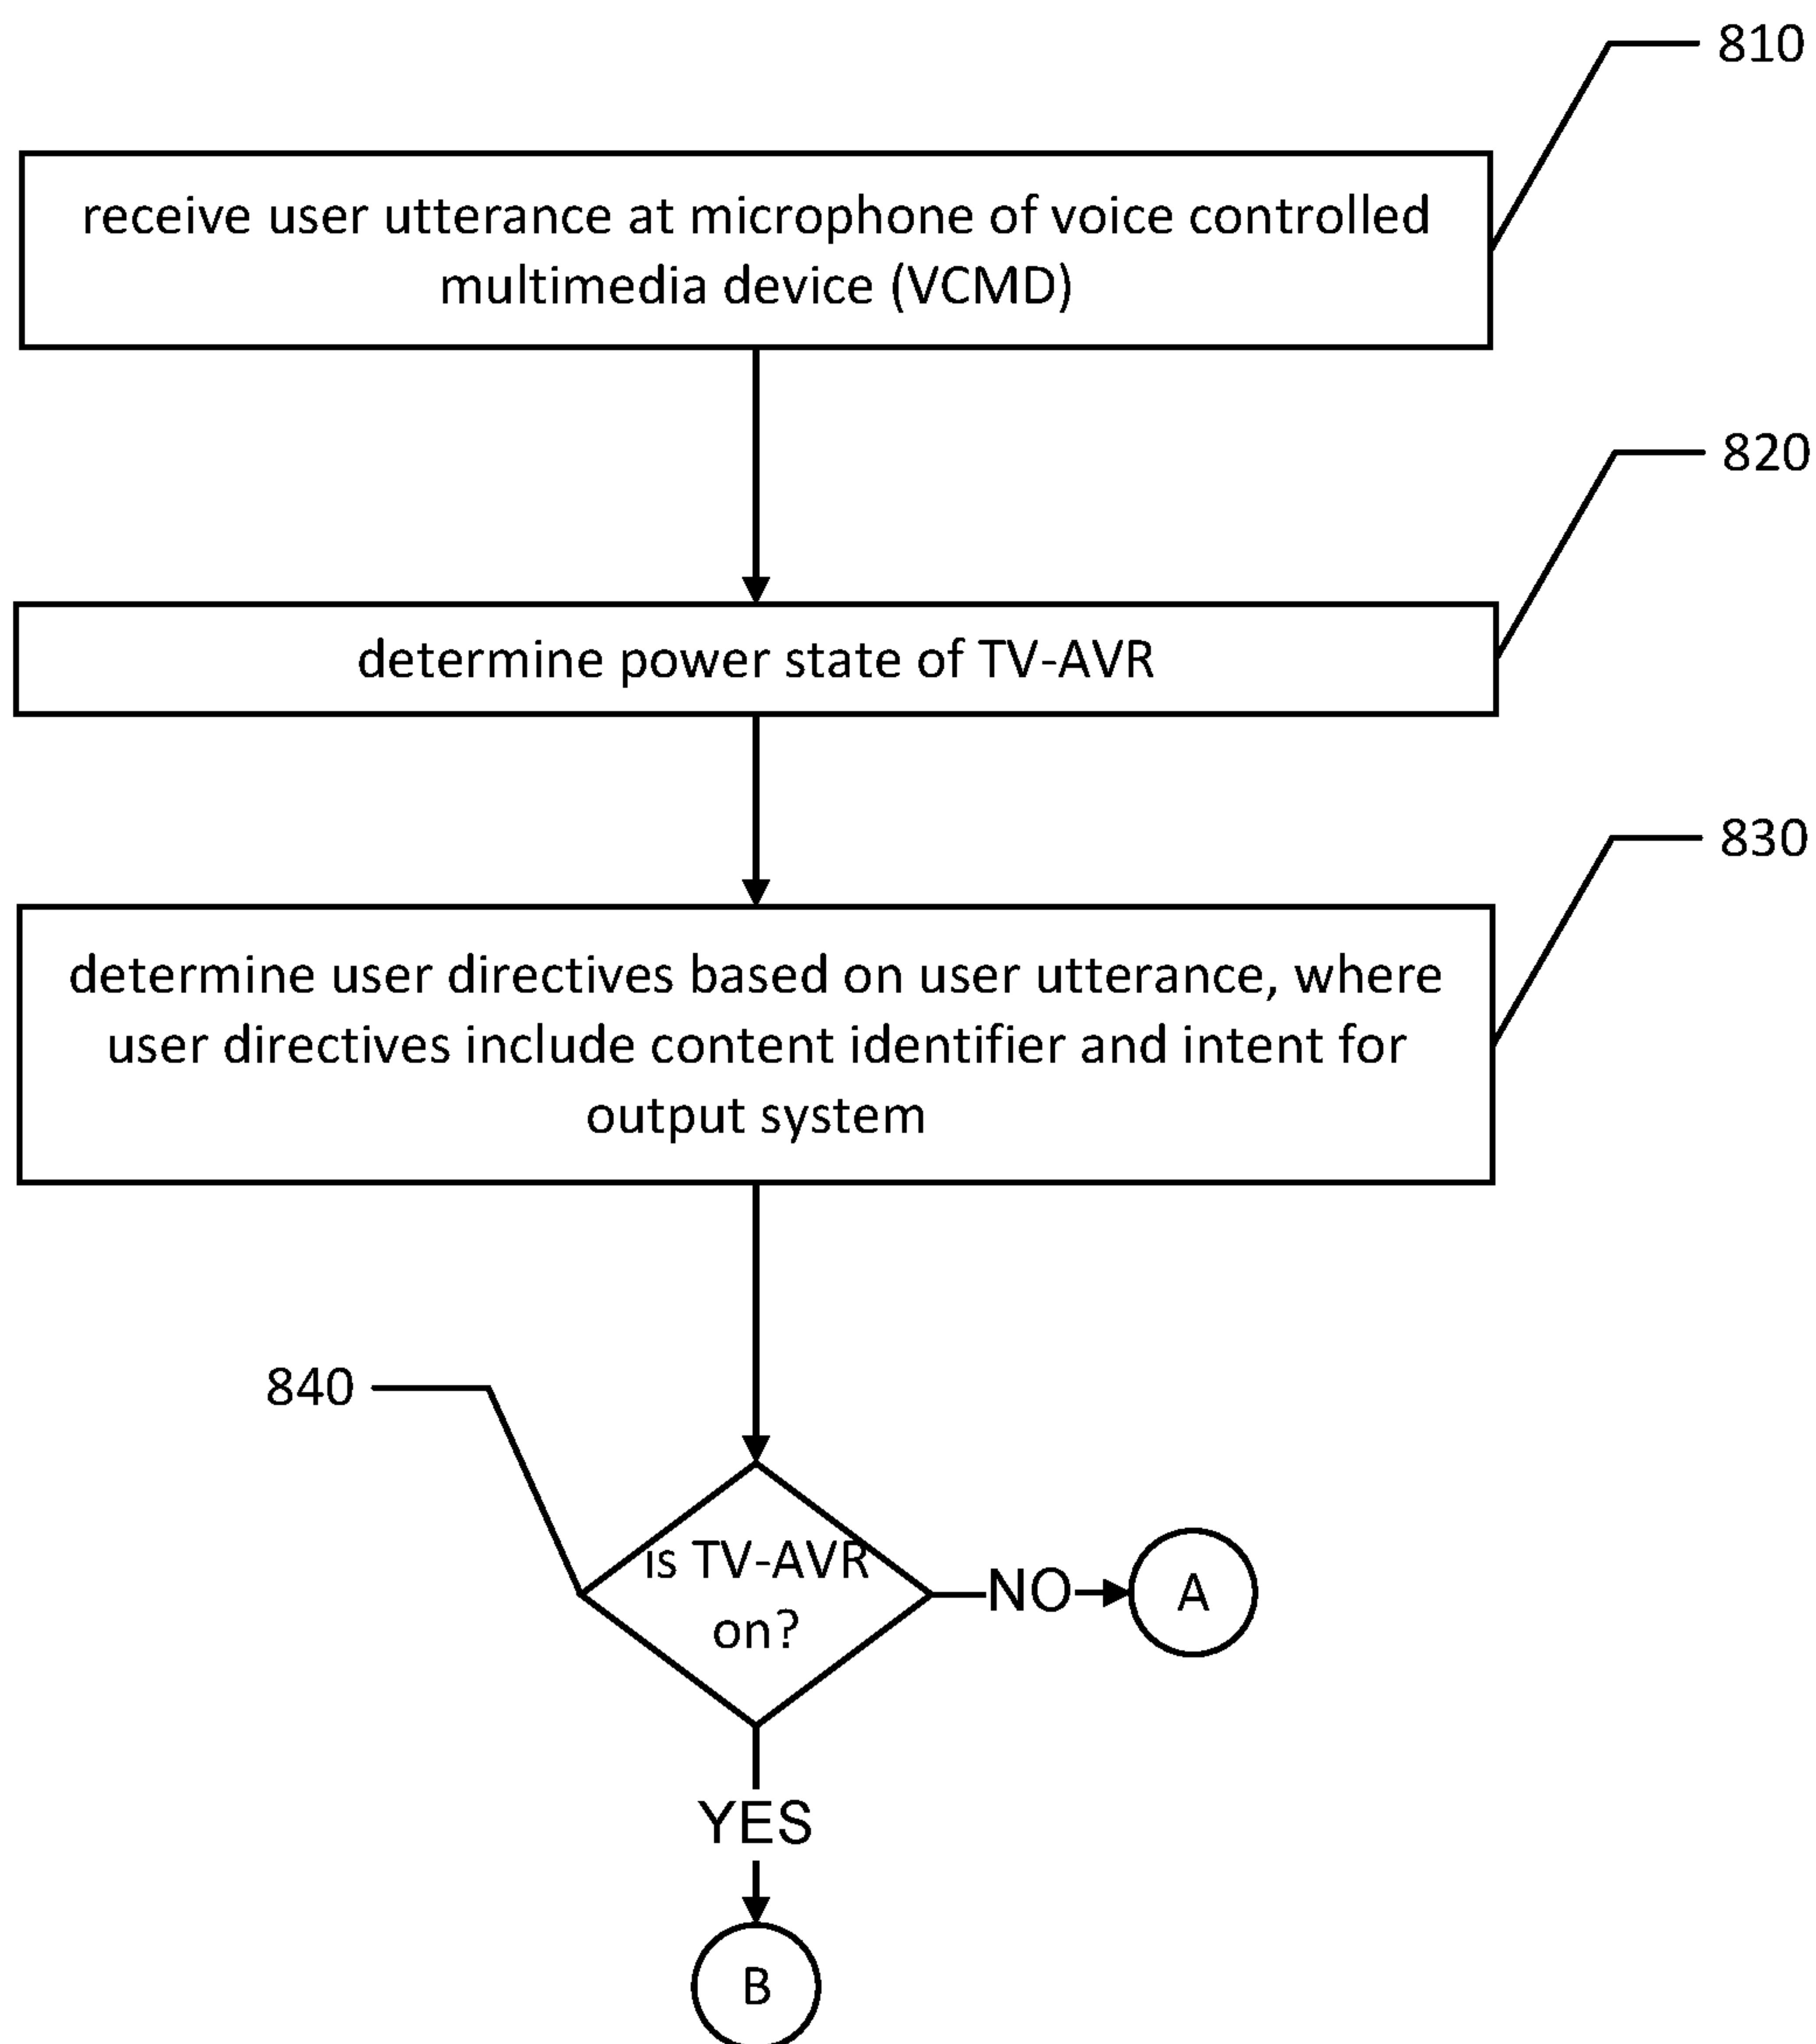 810
receive user utterance at microphone of voice controlled
multimedia device (VCMD)
820
determine power state of TV-AVR
830
determine user directives based on user utterance, where
user directives include content identifier and intent for
output system
840
is TV-AVR
on?
NO
A
YES
B